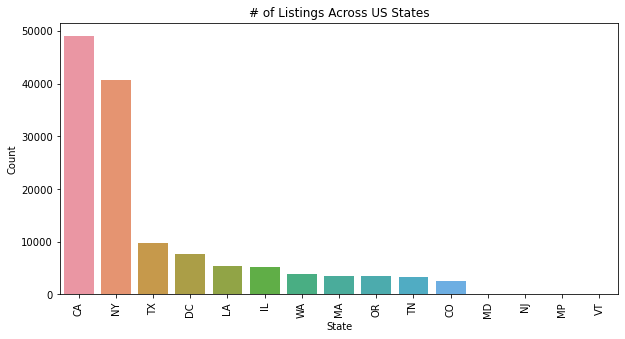 # of Listings Across US States
Count
50000
40000
30000
20000
10000
0
CA NY TX DC LA IL WA MA OR TN CO MD NJ MP VT
State